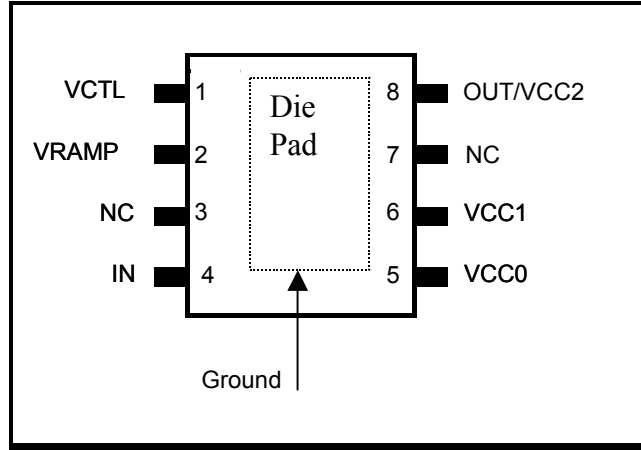 VCTL 1 Die 8 OUT/VCC2
VRAMP 2 Pad 7 NC
NC 3 6 VCC1
IN 4 5 VCC0
Ground